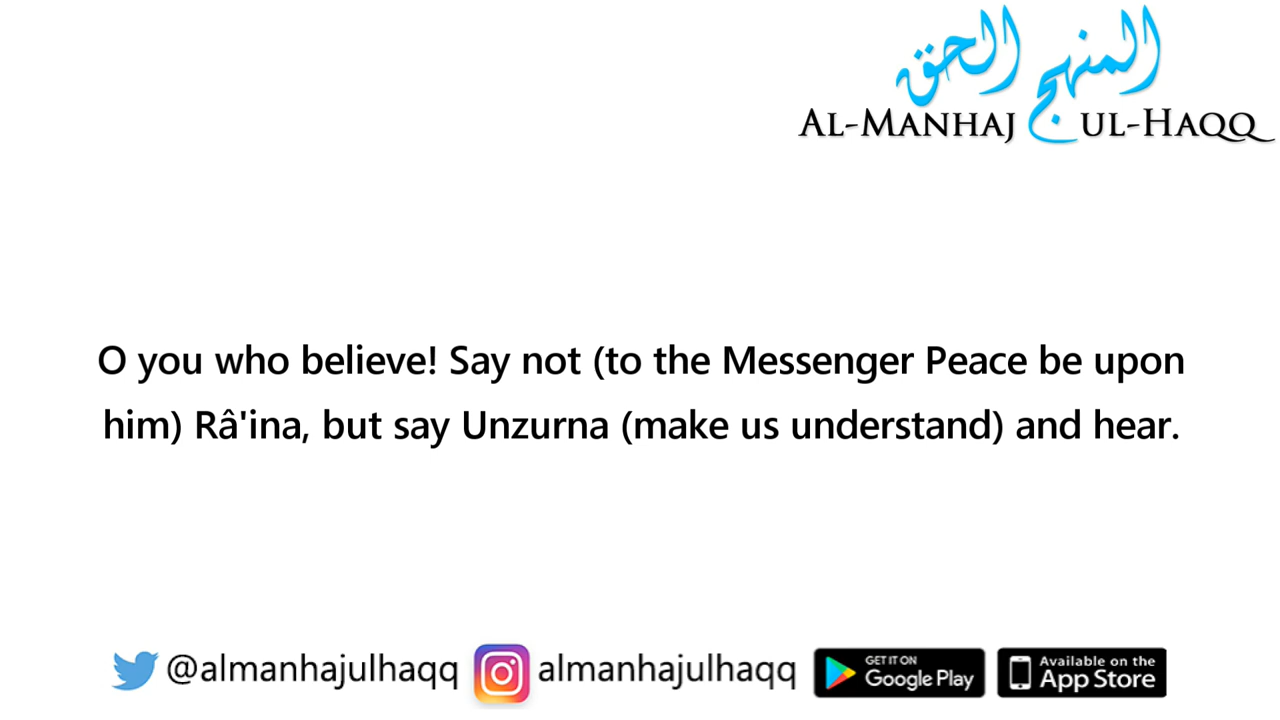 المنهج الحق
AL-MANHAJ UL-HAQQ
O you who believe! Say not (to the Messenger Peace be upon
him) Râ'ina, but say Unzurna (make us understand) and hear.
@almanhajulhaqq almanhajulhaqq GET IT ON Google Play Available on the App Store